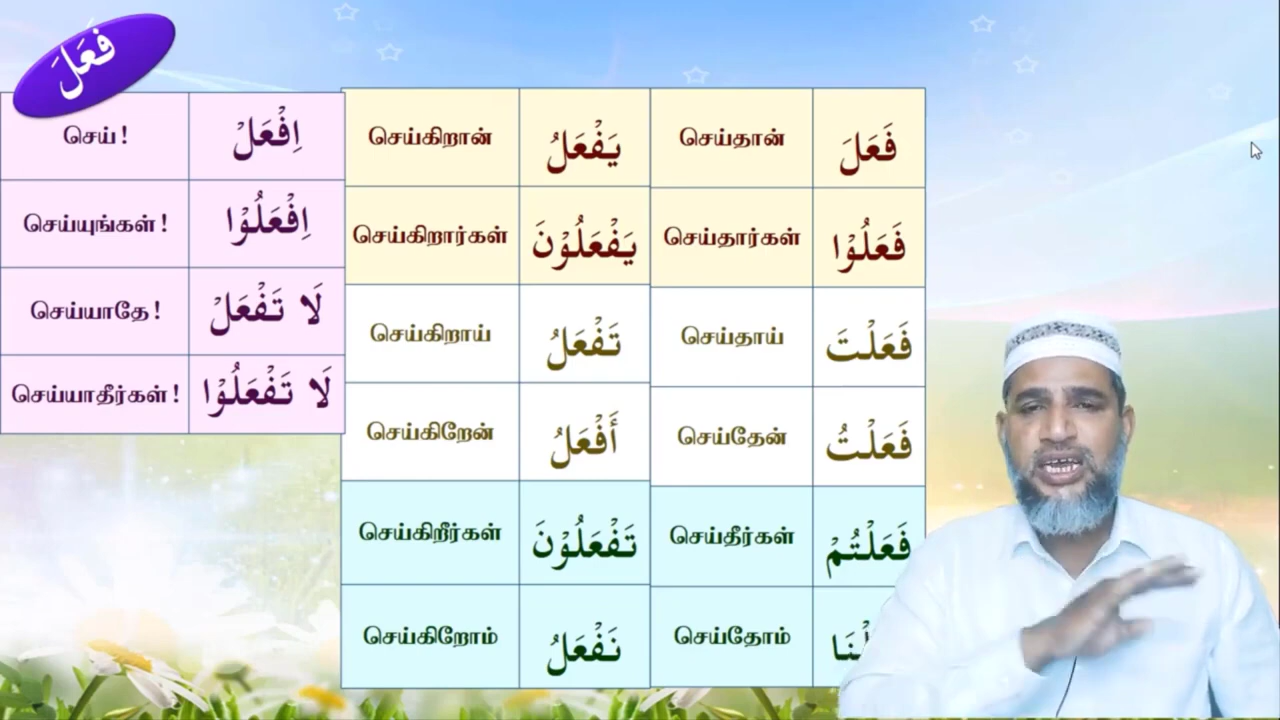 فَعَلَ
செய்! اِفْعَلْ
செய்யுங்கள்! اِفْعَلُوْا
செய்யாதே! لَا تَفْعَلْ
செய்யாதீர்கள்! لَا تَفْعَلُوْا
செய்கிறான் يَفْعَلُ செய்தான் فَعَلَ
செய்கிறார்கள் يَفْعَلُوْنَ செய்தார்கள் فَعَلُوْا
செய்கிறாய் تَفْعَلُ செய்தாய் فَعَلْتَ
செய்கிறேன் أَفْعَلُ செய்தேன் فَعَلْتُ
செய்கிறீர்கள் تَفْعَلُوْنَ செய்தீர்கள் فَعَلْتُمْ
செய்கிறோம் نَفْعَلُ செய்தோம்